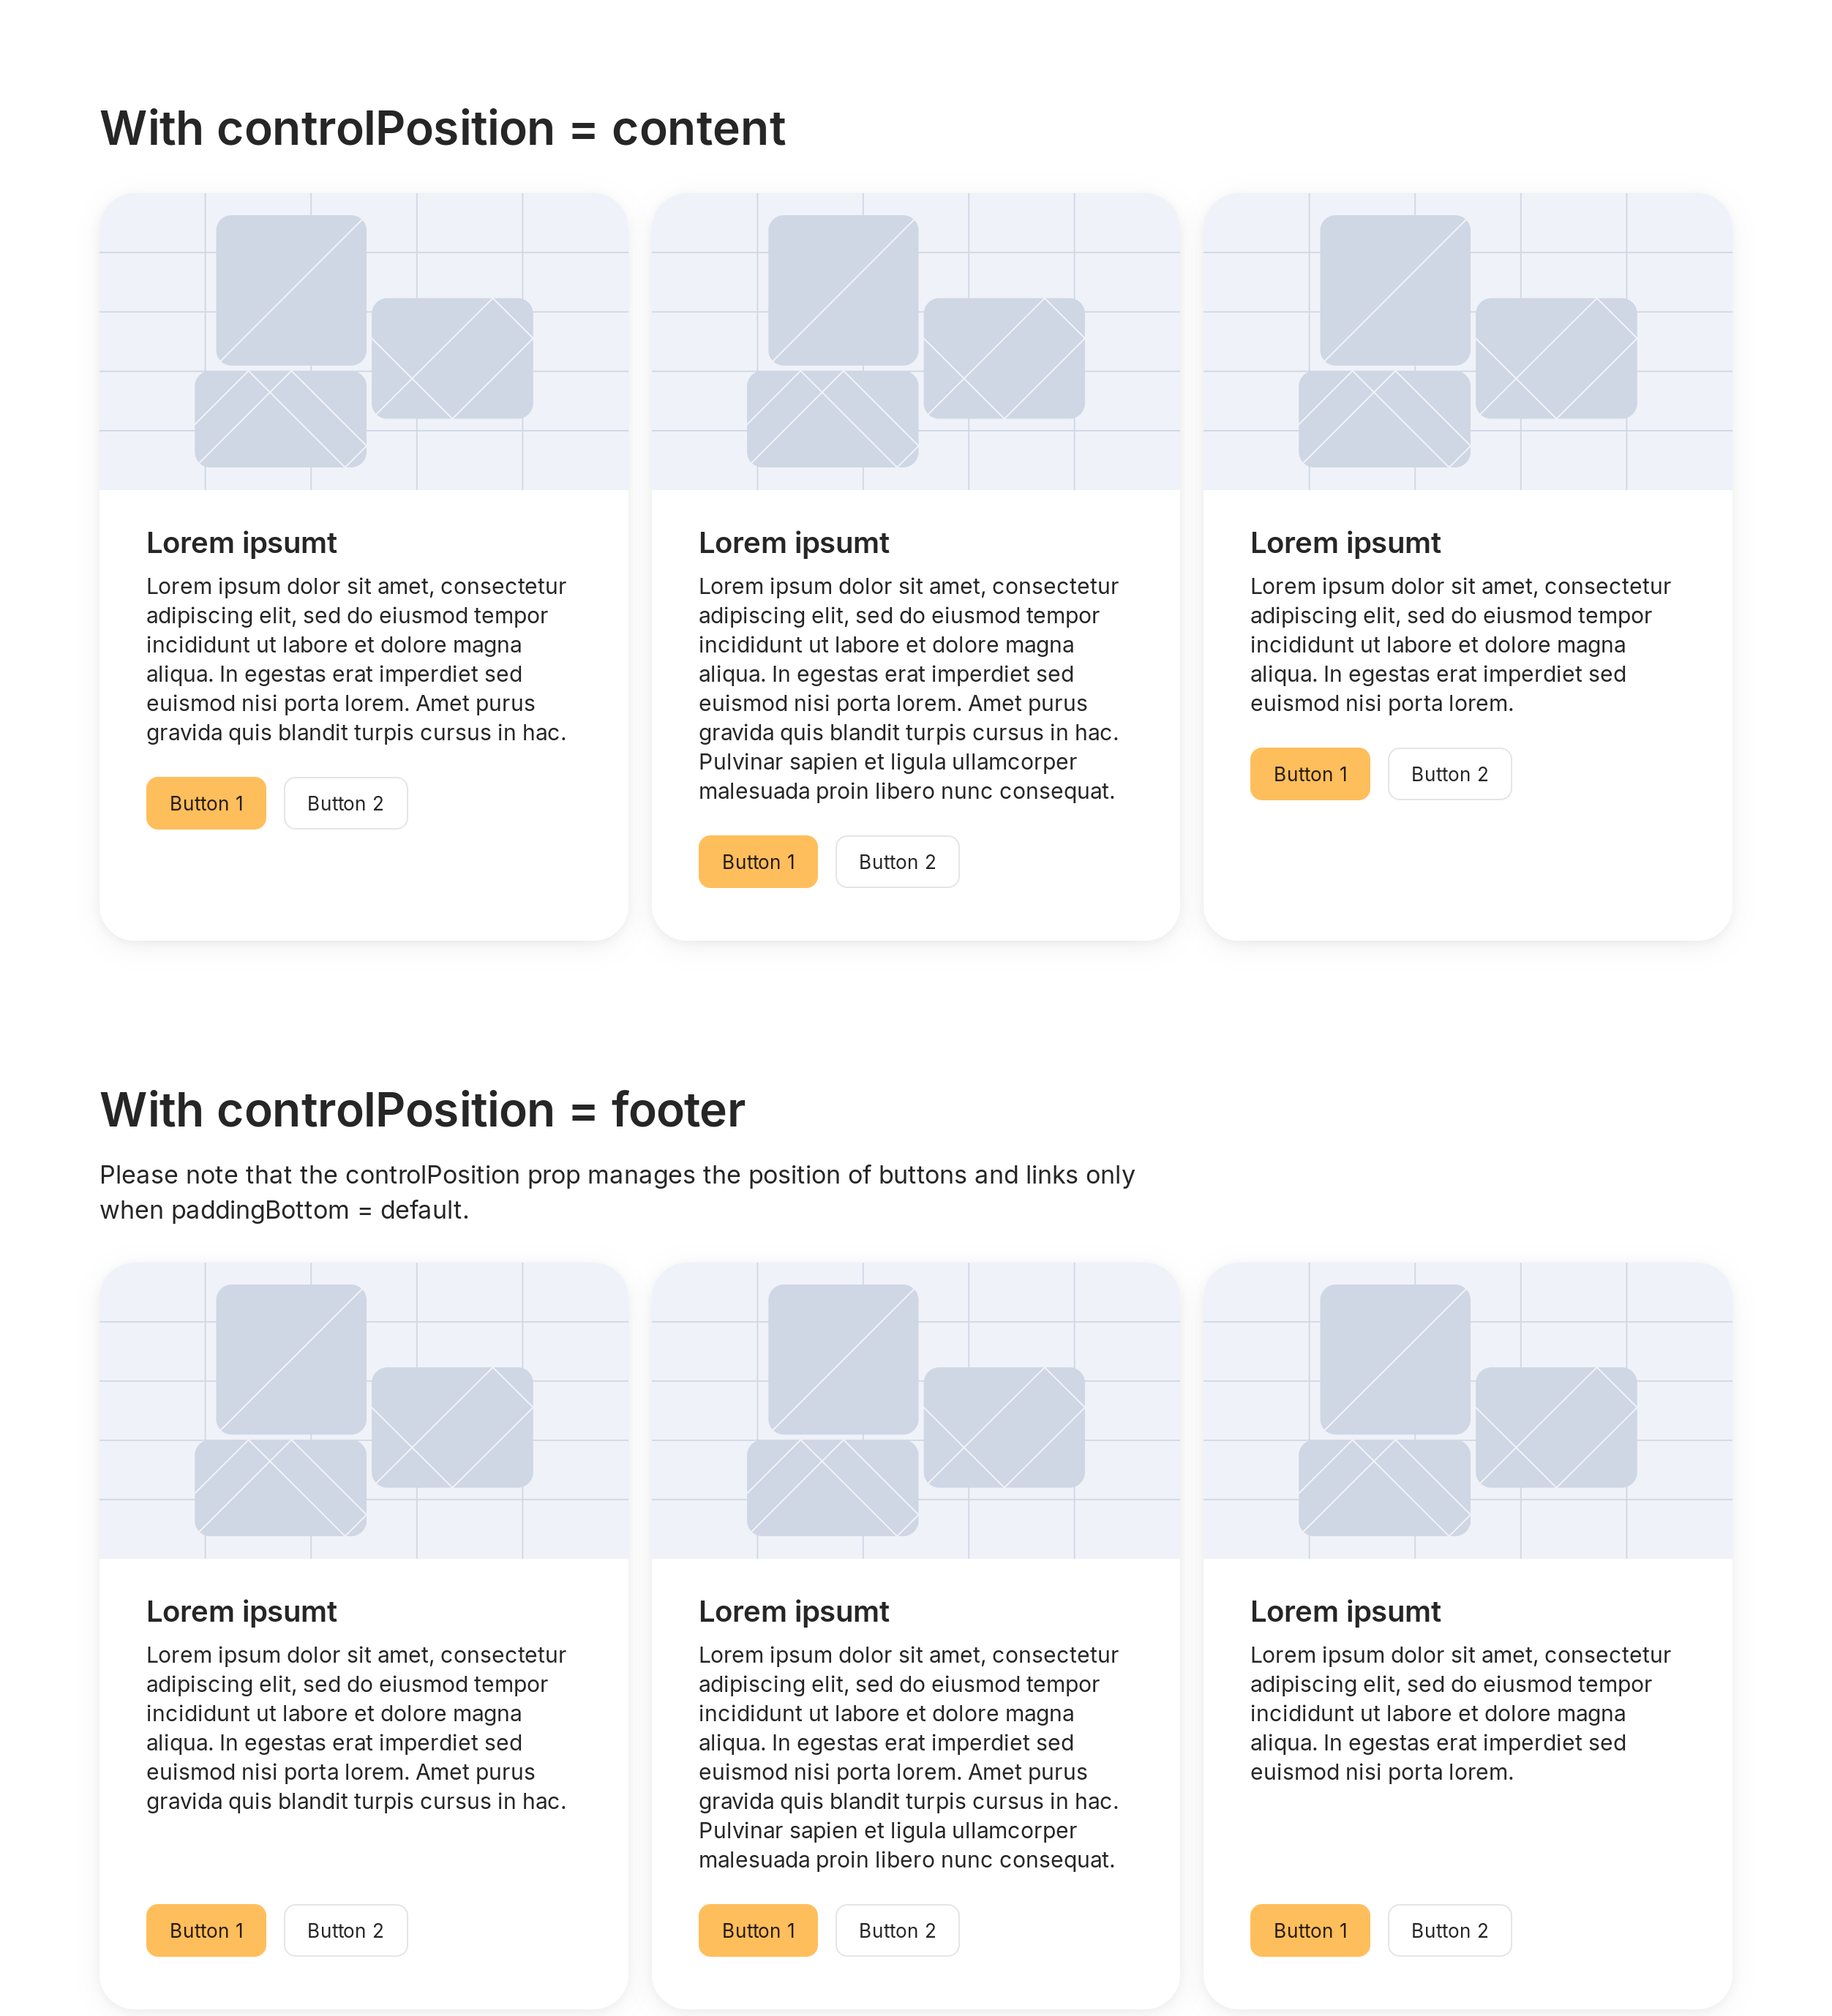 With controlPosition = content
Lorem ipsumt
Lorem ipsum dolor sit amet, consectetur
adipiscing elit, sed do eiusmod tempor
incididunt ut labore et dolore magna
aliqua. In egestas erat imperdiet sed
euismod nisi porta lorem. Amet purus
gravida quis blandit turpis cursus in hac.
Button 1
Button 2
Lorem ipsumt
Lorem ipsum dolor sit amet, consectetur
adipiscing elit, sed do eiusmod tempor
incididunt ut labore et dolore magna
aliqua. In egestas erat imperdiet sed
euismod nisi porta lorem. Amet purus
gravida quis blandit turpis cursus in hac.
Pulvinar sapien et ligula ullamcorper
malesuada proin libero nunc consequat.
Button 1
Button 2
Lorem ipsumt
Lorem ipsum dolor sit amet, consectetur
adipiscing elit, sed do eiusmod tempor
incididunt ut labore et dolore magna
aliqua. In egestas erat imperdiet sed
euismod nisi porta lorem.
Button 1
Button 2
With controlPosition = footer
Please note that the controlPosition prop manages the position of buttons and links only
when paddingBottom = default.
Lorem ipsumt
Lorem ipsum dolor sit amet, consectetur
adipiscing elit, sed do eiusmod tempor
incididunt ut labore et dolore magna
aliqua. In egestas erat imperdiet sed
euismod nisi porta lorem. Amet purus
gravida quis blandit turpis cursus in hac.
Button 1
Button 2
Lorem ipsumt
Lorem ipsum dolor sit amet, consectetur
adipiscing elit, sed do eiusmod tempor
incididunt ut labore et dolore magna
aliqua. In egestas erat imperdiet sed
euismod nisi porta lorem. Amet purus
gravida quis blandit turpis cursus in hac.
Pulvinar sapien et ligula ullamcorper
malesuada proin libero nunc consequat.
Button 1
Button 2
Lorem ipsumt
Lorem ipsum dolor sit amet, consectetur
adipiscing elit, sed do eiusmod tempor
incididunt ut labore et dolore magna
aliqua. In egestas erat imperdiet sed
euismod nisi porta lorem.
Button 1
Button 2